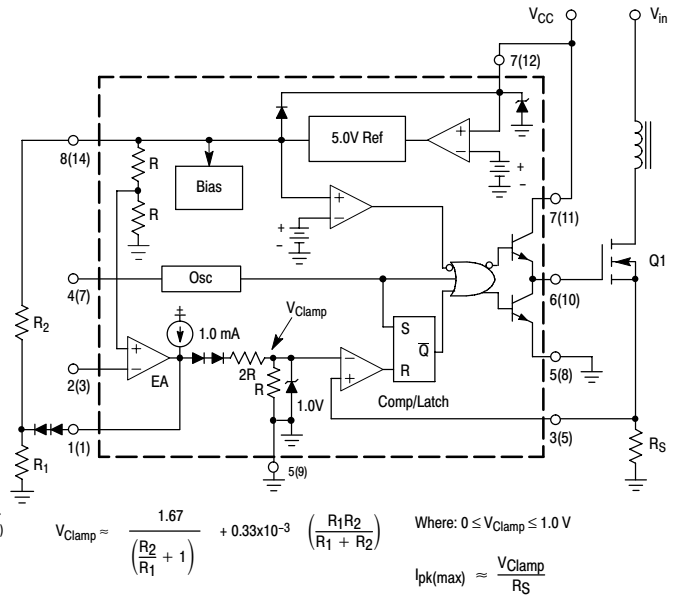 VCC
Vin
7(12)
5.0V Ref
+
−
+
-
8(14)
R
Bias
R
+
−
+
-
7(11)
Q1
Osc
4(7)
6(10)
VClamp
1.0 mA
S
Q
R
R2
+
−
EA
2R
R
1.0V
−
+
2(3)
5(8)
Comp/Latch
1(1)
3(5)
R1
5(9)
RS
)
VClamp ≈ 1.67 / (R2/R1 + 1) + 0.33x10-3 (R1R2 / R1 + R2)
Where: 0 ≤ VClamp ≤ 1.0 V
Ipk(max) ≈ VClamp / RS